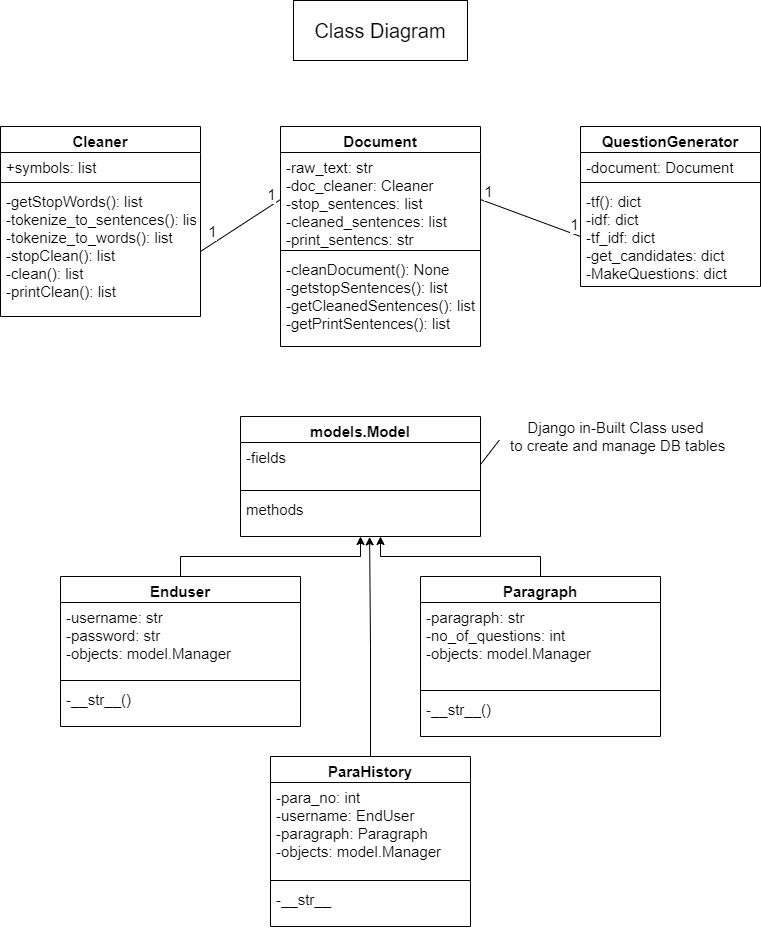 Class Diagram
Cleaner
+symbols: list
-getStopWords(): list
-tokenize_to_sentences(): lis
-tokenize_to_words(): list
-stopClean(): list
-clean(): list
-printClean(): list
1
1
Document
-raw_text: str
-doc_cleaner: Cleaner
-stop_sentences: list
-cleaned_sentences: list
-print_sentencs: str
-cleanDocument(): None
-getstopSentences(): list
-getCleanedSentences(): list
-getPrintSentences(): list
1
1
QuestionGenerator
-document: Document
-tf(): dict
-idf: dict
-tf_idf: dict
-get_candidates: dict
-MakeQuestions: dict
models.Model
-fields
methods
Django in-Built Class used
to create and manage DB tables
Enduser
-username: str
-password: str
-objects: model.Manager
-__str__()
Paragraph
-paragraph: str
-no_of_questions: int
-objects: model.Manager
-__str__()
ParaHistory
-para_no: int
-username: EndUser
-paragraph: Paragraph
-objects: model.Manager
-__str__